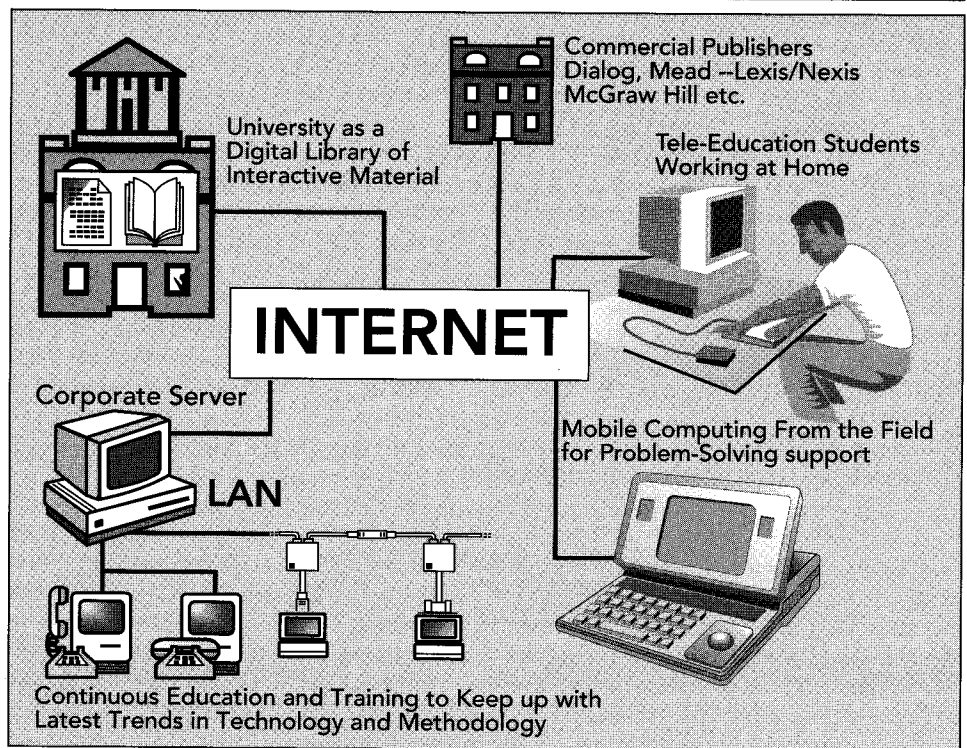 Commercial Publishers
Dialog, Mead --Lexis/Nexis
McGraw Hill etc.
University as a
Digital Library of
Interactive Material
Tele-Education Students
Working at Home
INTERNET
Corporate Server
LAN
Mobile Computing From the Field
for Problem-Solving support
Continuous Education and Training to Keep up with
Latest Trends in Technology and Methodology